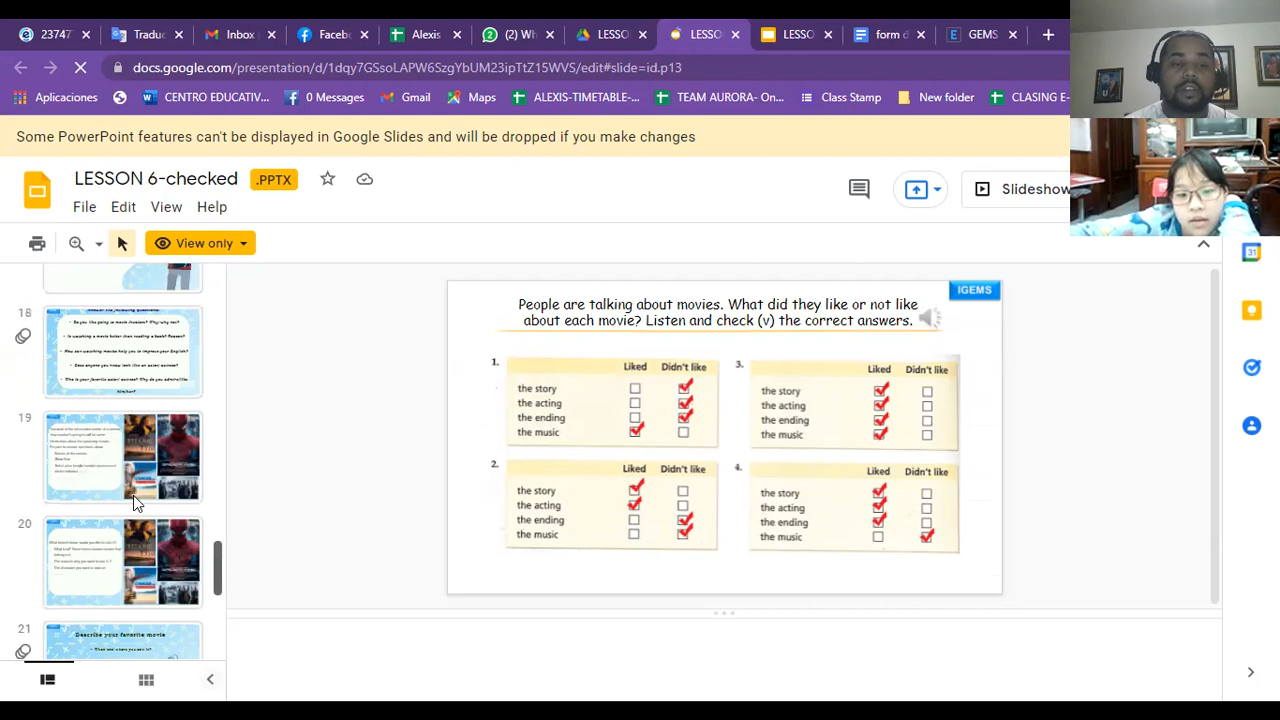 23747
Traduc
Inbox
Facebo
Alexis
(2) Wh
LESSO
LESSO
LESSO
form d
GEMS
docs.google.com/presentation/d/1dqy7GSsoLAPW6SzgYbUM23ipTtZ15WVS/edit#slide=id.p13
Aplicaciones
CENTRO EDUCATIV...
0 Messages
Gmail
Ma
ALEXIS-TIMETABLE-...
TEAM AURORA- On...
Class Stamp
New folder
CLASING E-
Some PowerPoint features can't be displayed in Google Slides and will be dropped if you make changes
LESSON 6-checked
.PPTX
Slideshow
File Edit View Help
View only
31
18
19
20
21
Describe your favorite movie
IGEMS
People are talking about movies. What did they like or not like
about each movie? Listen and check (v) the correct answers.
1. Liked Didn't like
the story
the acting
the ending
the music
2. Liked Didn't like
the story
the acting
the ending
the music
3. Liked Didn't like
the story
the acting
the ending
the music
4. Liked Didn't like
the story
the acting
the ending
the music